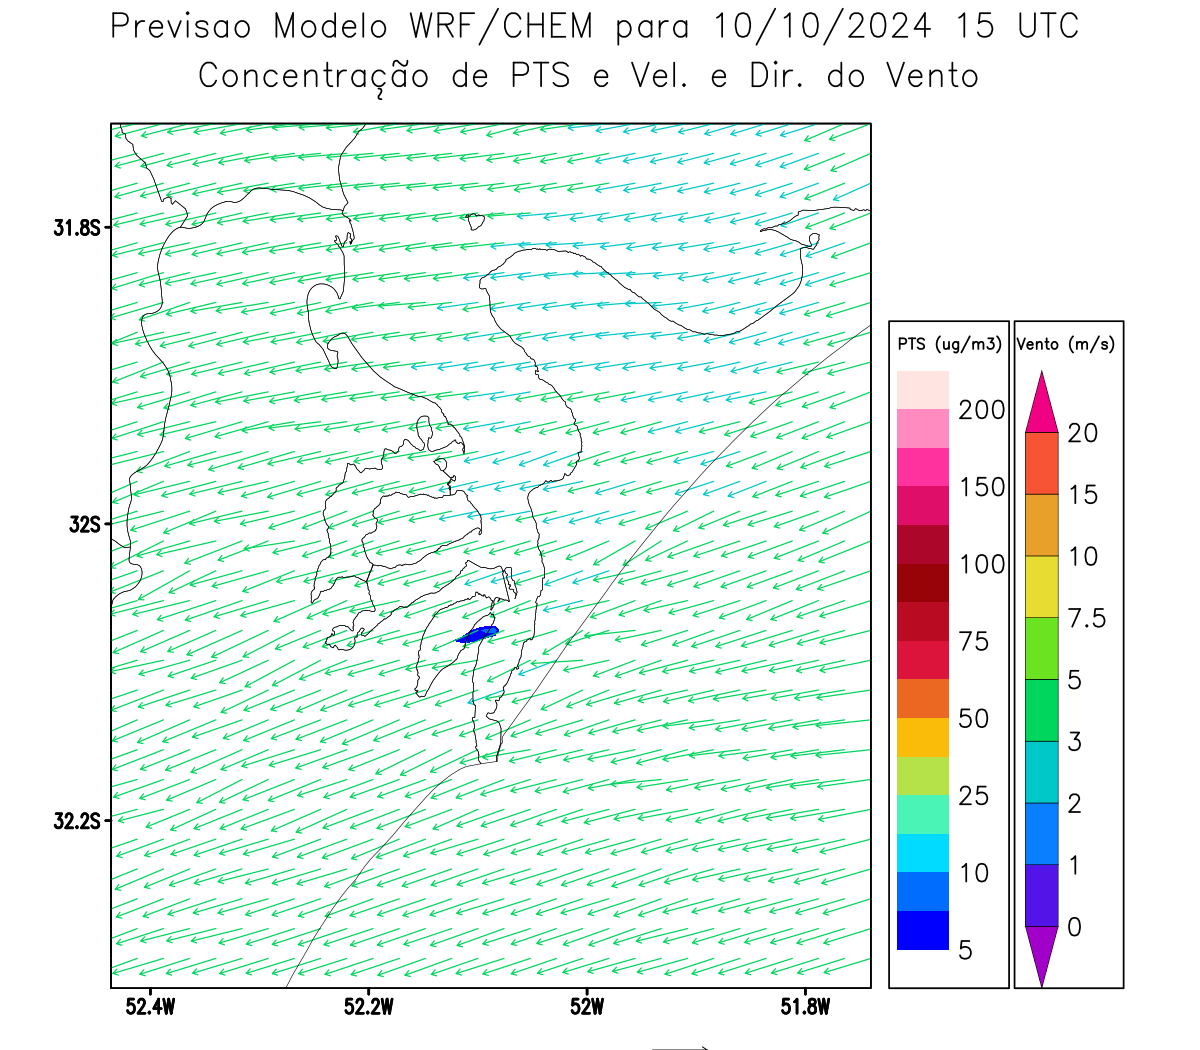 Previsao Modelo WRF/CHEM para 10/10/2024 15 UTC
Concentração de PTS e Vel. e Dir. do Vento
31.8S
32S
32.2S
52.4W
52.2W
52W
51.8W
PTS (ug/m3)
200
150
100
75
50
25
10
5
Vento (m/s)
20
15
10
7.5
5
3
2
1
0